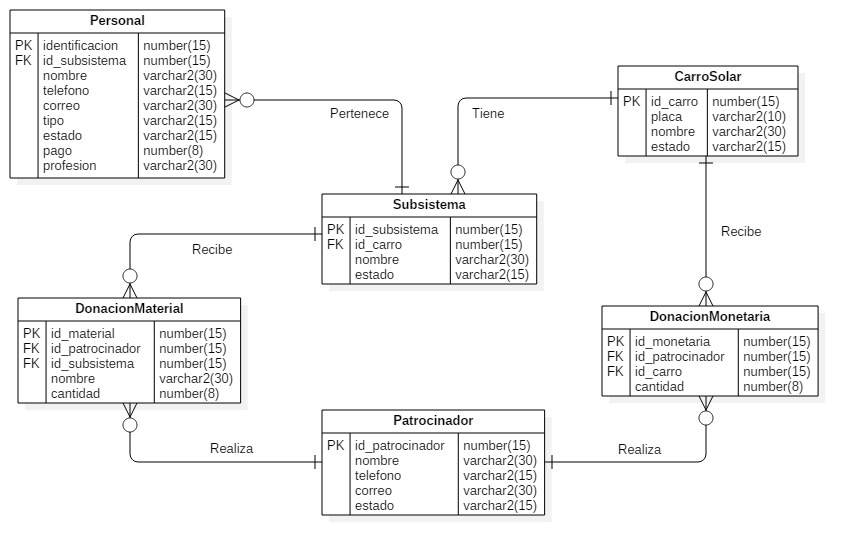 Personal
PK identificacion number(15)
FK id_subsistema number(15)
nombre varchar2(30)
telefono varchar2(15)
correo varchar2(30)
tipo varchar2(15)
estado varchar2(15)
pago number(8)
profesion varchar2(30)
Pertenece
Tiene
CarroSolar
PK id_carro number(15)
placa varchar2(10)
nombre varchar2(30)
estado varchar2(15)
Subsistema
PK id_subsistema number(15)
FK id_carro number(15)
nombre varchar2(30)
estado varchar2(15)
Recibe
Recibe
DonacionMaterial
PK id_material number(15)
FK id_patrocinador number(15)
FK id_subsistema number(15)
nombre varchar2(30)
cantidad number(8)
DonacionMonetaria
PK id_monetaria number(15)
FK id_patrocinador number(15)
FK id_carro number(15)
cantidad number(8)
Realiza
Patrocinador
PK id_patrocinador number(15)
nombre varchar2(30)
telefono varchar2(15)
correo varchar2(30)
estado varchar2(15)
Realiza